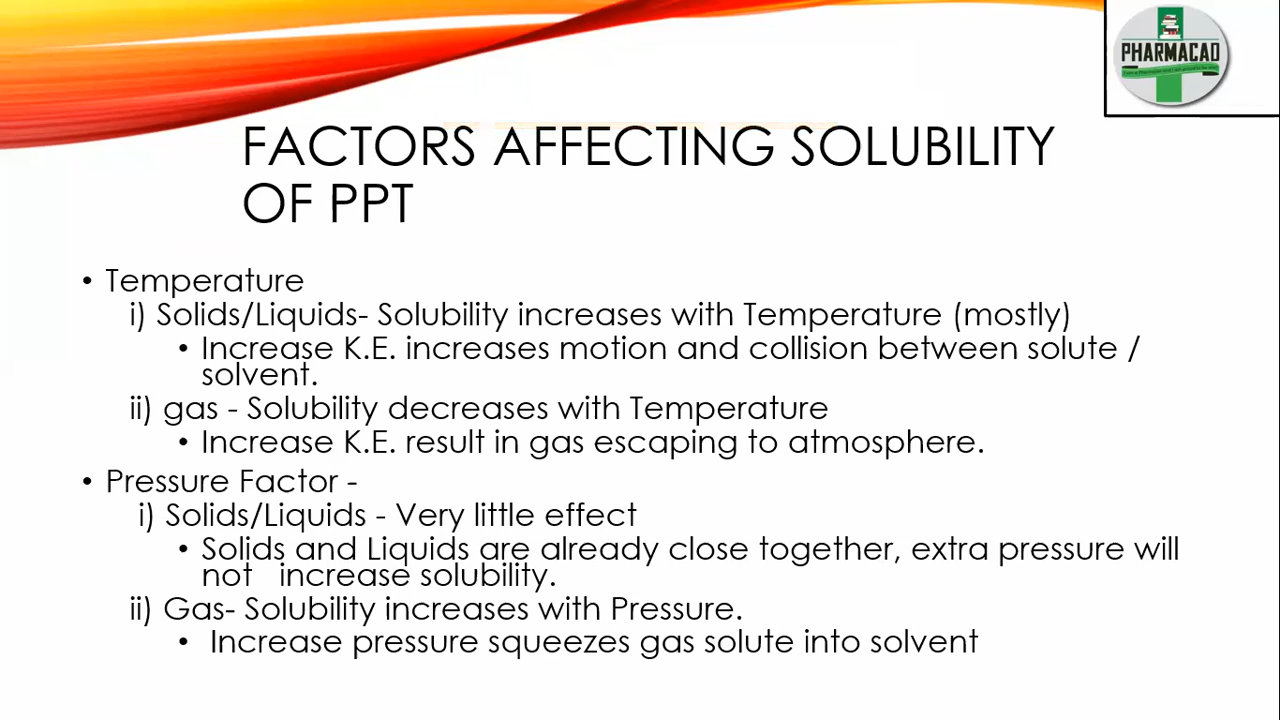 PHARMACAD
FACTORS AFFECTING SOLUBILITY
OF PPT
• Temperature
i) Solids/Liquids- Solubility increases with Temperature (mostly)
• Increase K.E. increases motion and collision between solute /
solvent.
ii) gas - Solubility decreases with Temperature
• Increase K.E. result in gas escaping to atmosphere.
• Pressure Factor -
i) Solids/Liquids - Very little effect
• Solids and Liquids are already close together, extra pressure will
not increase solubility.
ii) Gas- Solubility increases with Pressure.
• Increase pressure squeezes gas solute into solvent